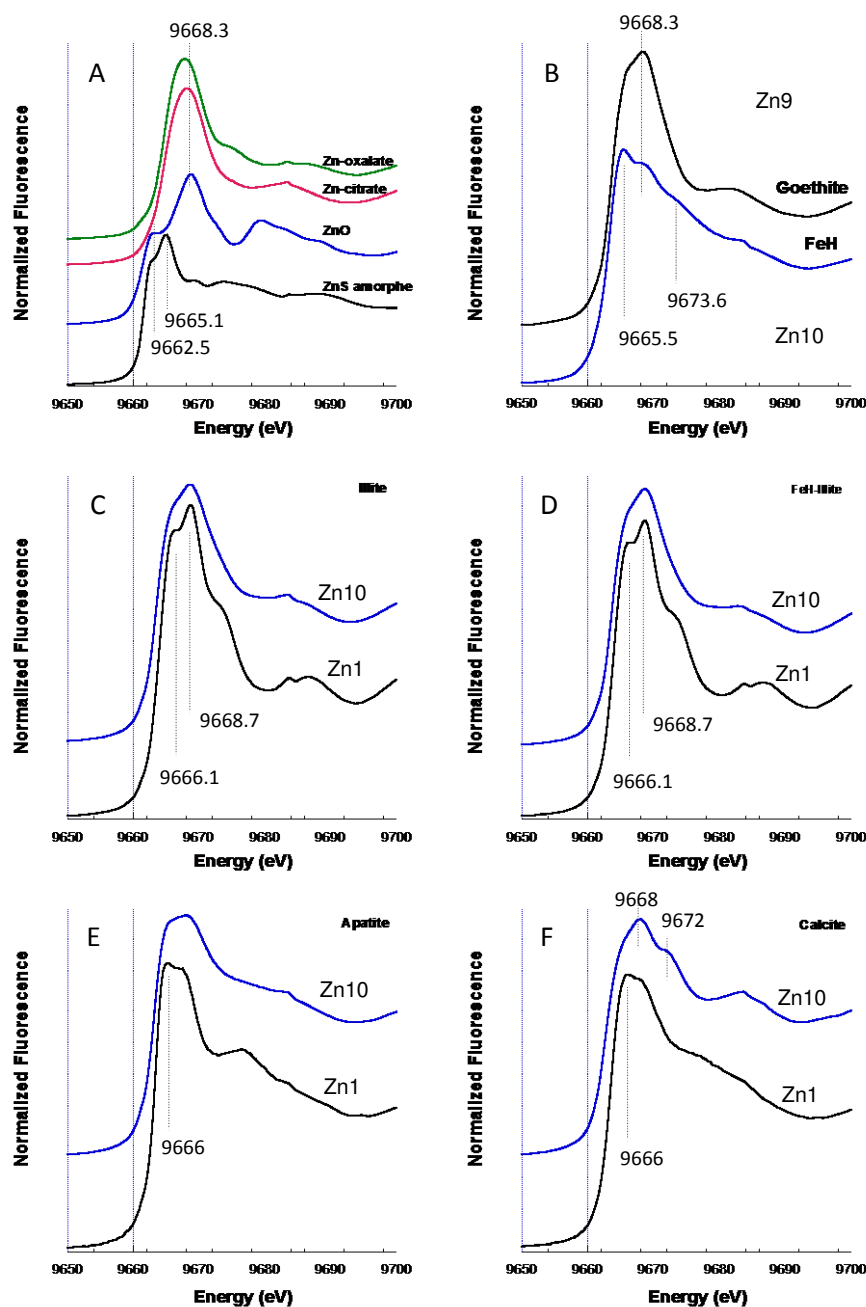 9668.3
A
Zn-oxalate
Zn-citrate
ZnO
ZnS amorphe
9665.1
9662.5
Normalized Fluorescence
9650 9660 9670 9680 9690 9700
Energy (eV)
9668.3
B
Zn9
Goethite
FeH
9673.6
9665.5
Zn10
Normalized Fluorescence
9650 9660 9670 9680 9690 9700
Energy (eV)
C
Illite
Zn10
Zn1
9668.7
9666.1
Normalized Fluorescence
9650 9660 9670 9680 9690 9700
Energy (eV)
D
FeH-Illite
Zn10
Zn1
9668.7
9666.1
Normalized Fluorescence
9650 9660 9670 9680 9690 9700
Energy (eV)
E
Apatite
Zn10
Zn1
9666
Normalized Fluorescence
9650 9660 9670 9680 9690 9700
Energy (eV)
9668
9672
F
Calcite
Zn10
Zn1
9666
Normalized Fluorescence
9650 9660 9670 9680 9690 9700
Energy (eV)